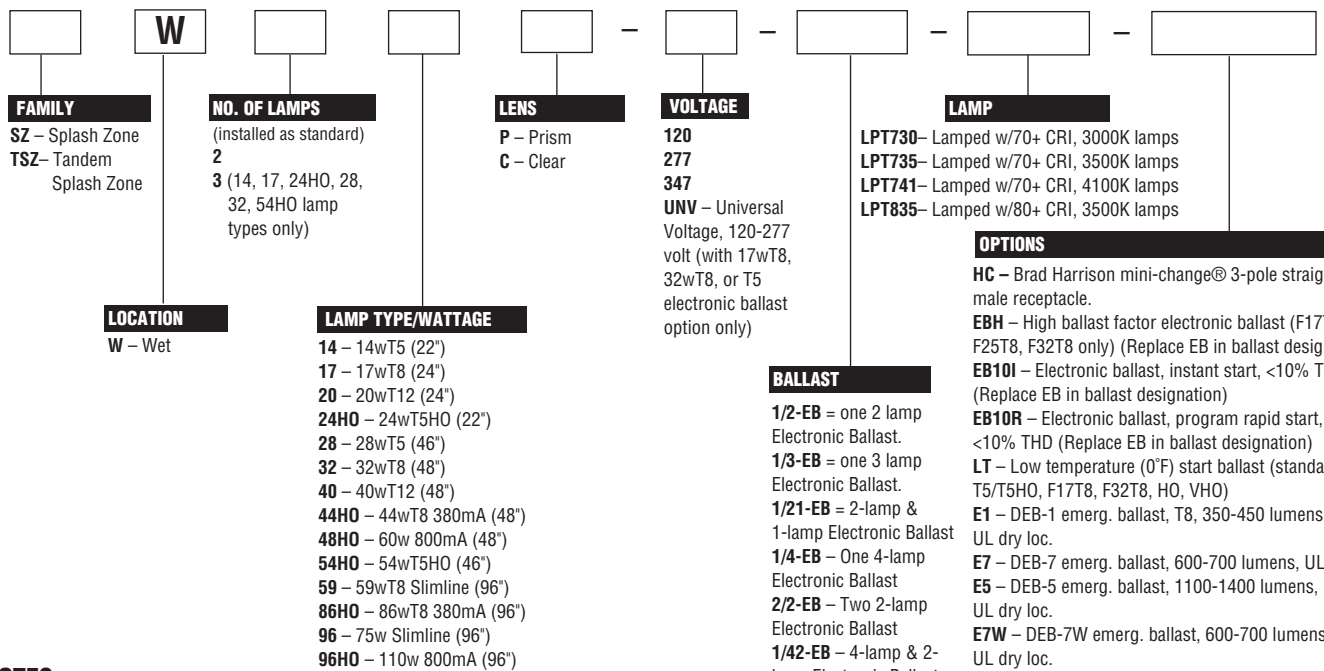 W – – – –
FAMILY
SZ – Splash Zone
TSZ– Tandem
Splash Zone
LOCATION
W – Wet
NO. OF LAMPS
(installed as standard)
2
3 (14, 17, 24HO, 28,
32, 54HO lamp
types only)
LAMP TYPE/WATTAGE
14 – 14wT5 (22")
17 – 17wT8 (24")
20 – 20wT12 (24")
24HO – 24wT5HO (22")
28 – 28wT5 (46")
32 – 32wT8 (48")
40 – 40wT12 (48")
44HO – 44wT8 380mA (48")
48HO – 60w 800mA (48")
54HO – 54wT5HO (46")
59 – 59wT8 Slimline (96")
86HO – 86wT8 380mA (96")
96 – 75w Slimline (96")
96HO – 110w 800mA (96")
LENS
P – Prism
C – Clear
VOLTAGE
120
277
347
UNV – Universal
Voltage, 120-277
volt (with 17wT8,
32wT8, or T5
electronic ballast
option only)
BALLAST
1/2-EB = one 2 lamp
Electronic Ballast.
1/3-EB = one 3 lamp
Electronic Ballast.
1/21-EB = 2-lamp &
1-lamp Electronic Ballast
1/4-EB – One 4-lamp
Electronic Ballast
2/2-EB – Two 2-lamp
Electronic Ballast
1/42-EB – 4-lamp & 2-
LAMP
LPT730– Lamped w/70+ CRI, 3000K lamps
LPT735– Lamped w/70+ CRI, 3500K lamps
LPT741– Lamped w/70+ CRI, 4100K lamps
LPT835– Lamped w/80+ CRI, 3500K lamps
OPTIONS
HC – Brad Harrison mini-change® 3-pole straig
male receptacle.
EBH – High ballast factor electronic ballast (F17
F25T8, F32T8 only) (Replace EB in ballast desig
EB10I – Electronic ballast, instant start, <10% T
(Replace EB in ballast designation)
EB10R – Electronic ballast, program rapid start,
<10% THD (Replace EB in ballast designation)
LT – Low temperature (0˚F) start ballast (standa
T5/T5HO, F17T8, F32T8, HO, VHO)
E1 – DEB-1 emerg. ballast, T8, 350-450 lumens
UL dry loc.
E7 – DEB-7 emerg. ballast, 600-700 lumens, UL
E5 – DEB-5 emerg. ballast, 1100-1400 lumens,
UL dry loc.
E7W – DEB-7W emerg. ballast, 600-700 lumens
UL dry loc.